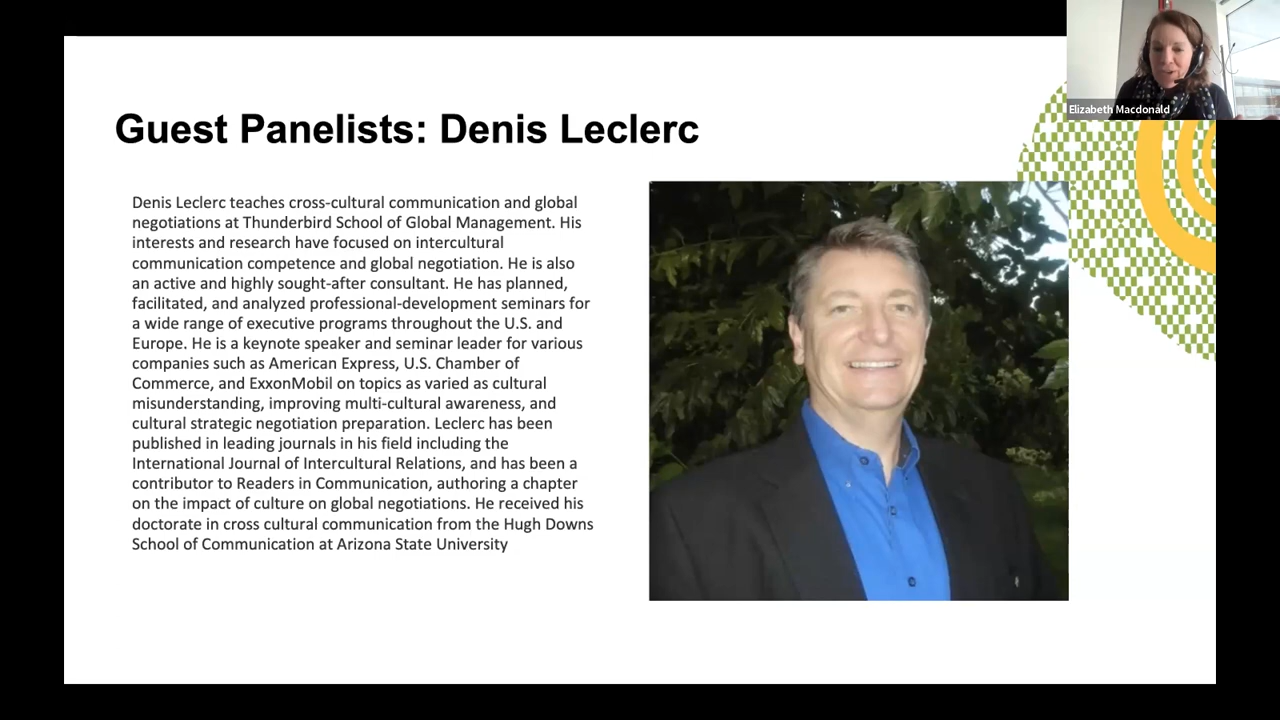 Elizabeth Macdonald
Guest Panelists: Denis Leclerc
Denis Leclerc teaches cross-cultural communication and global
negotiations at Thunderbird School of Global Management. His
interests and research have focused on intercultural
communication competence and global negotiation. He is also
an active and highly sought-after consultant. He has planned,
facilitated, and analyzed professional-development seminars for
a wide range of executive programs throughout the U.S. and
Europe. He is a keynote speaker and seminar leader for various
companies such as American Express, U.S. Chamber of
Commerce, and ExxonMobil on topics as varied as cultural
misunderstanding, improving multi-cultural awareness, and
cultural strategic negotiation preparation. Leclerc has been
published in leading journals in his field including the
International Journal of Intercultural Relations, and has been a
contributor to Readers in Communication, authoring a chapter
on the impact of culture on global negotiations. He received his
doctorate in cross cultural communication from the Hugh Downs
School of Communication at Arizona State University